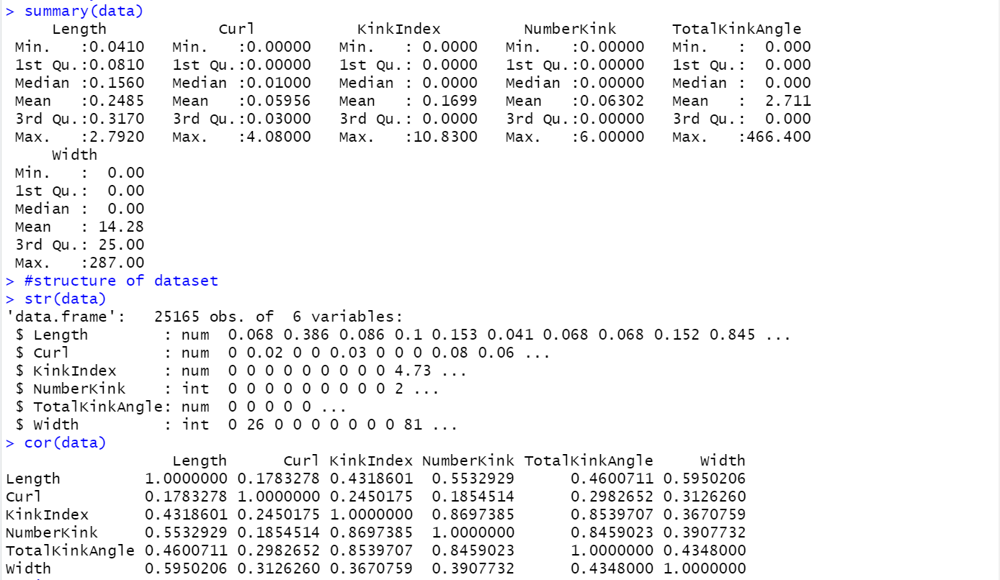 > summary(data)
     Length             Curl           KinkIndex         NumberKink      TotalKinkAngle   
 Min.   :0.0410   Min.   :0.00000   Min.   : 0.0000   Min.   :0.00000   Min.   :  0.000  
 1st Qu.:0.0810   1st Qu.:0.00000   1st Qu.: 0.0000   1st Qu.:0.00000   1st Qu.:  0.000  
 Median :0.1560   Median :0.01000   Median : 0.0000   Median :0.00000   Median :  0.000  
 Mean   :0.2485   Mean   :0.05956   Mean   : 0.1699   Mean   :0.06302   Mean   :  2.711  
 3rd Qu.:0.3170   3rd Qu.:0.03000   3rd Qu.: 0.0000   3rd Qu.:0.00000   3rd Qu.:  0.000  
 Max.   :2.7920   Max.   :4.08000   Max.   :10.8300   Max.   :6.00000   Max.   :466.400  
     Width
 Min.   :  0.00
 1st Qu.:  0.00
 Median :  0.00
 Mean   : 14.28
 3rd Qu.: 25.00
 Max.   :287.00
> #structure of dataset
> str(data)
'data.frame':   25165 obs. of  6 variables:
 $ Length        : num  0.068 0.386 0.086 0.1 0.153 0.041 0.068 0.068 0.152 0.845 ...
 $ Curl          : num  0 0.02 0 0 0.03 0 0 0 0.08 0.06 ...
 $ KinkIndex     : num  0 0 0 0 0 0 0 0 0 4.73 ...
 $ NumberKink    : int  0 0 0 0 0 0 0 0 0 2 ...
 $ TotalKinkAngle: num  0 0 0 0 0 ...
 $ Width         : int  0 26 0 0 0 0 0 0 0 81 ...
> cor(data)
                  Length      Curl KinkIndex NumberKink TotalKinkAngle     Width
Length         1.0000000 0.1783278 0.4318601  0.5532929      0.4600711 0.5950206
Curl           0.1783278 1.0000000 0.2450175  0.1854514      0.2982652 0.3126260
KinkIndex      0.4318601 0.2450175 1.0000000  0.8697385      0.8539707 0.3670759
NumberKink     0.5532929 0.1854514 0.8697385  1.0000000      0.8459023 0.3907732
TotalKinkAngle 0.4600711 0.2982652 0.8539707  0.8459023      1.0000000 0.4348000
Width          0.5950206 0.3126260 0.3670759  0.3907732      0.4348000 1.0000000